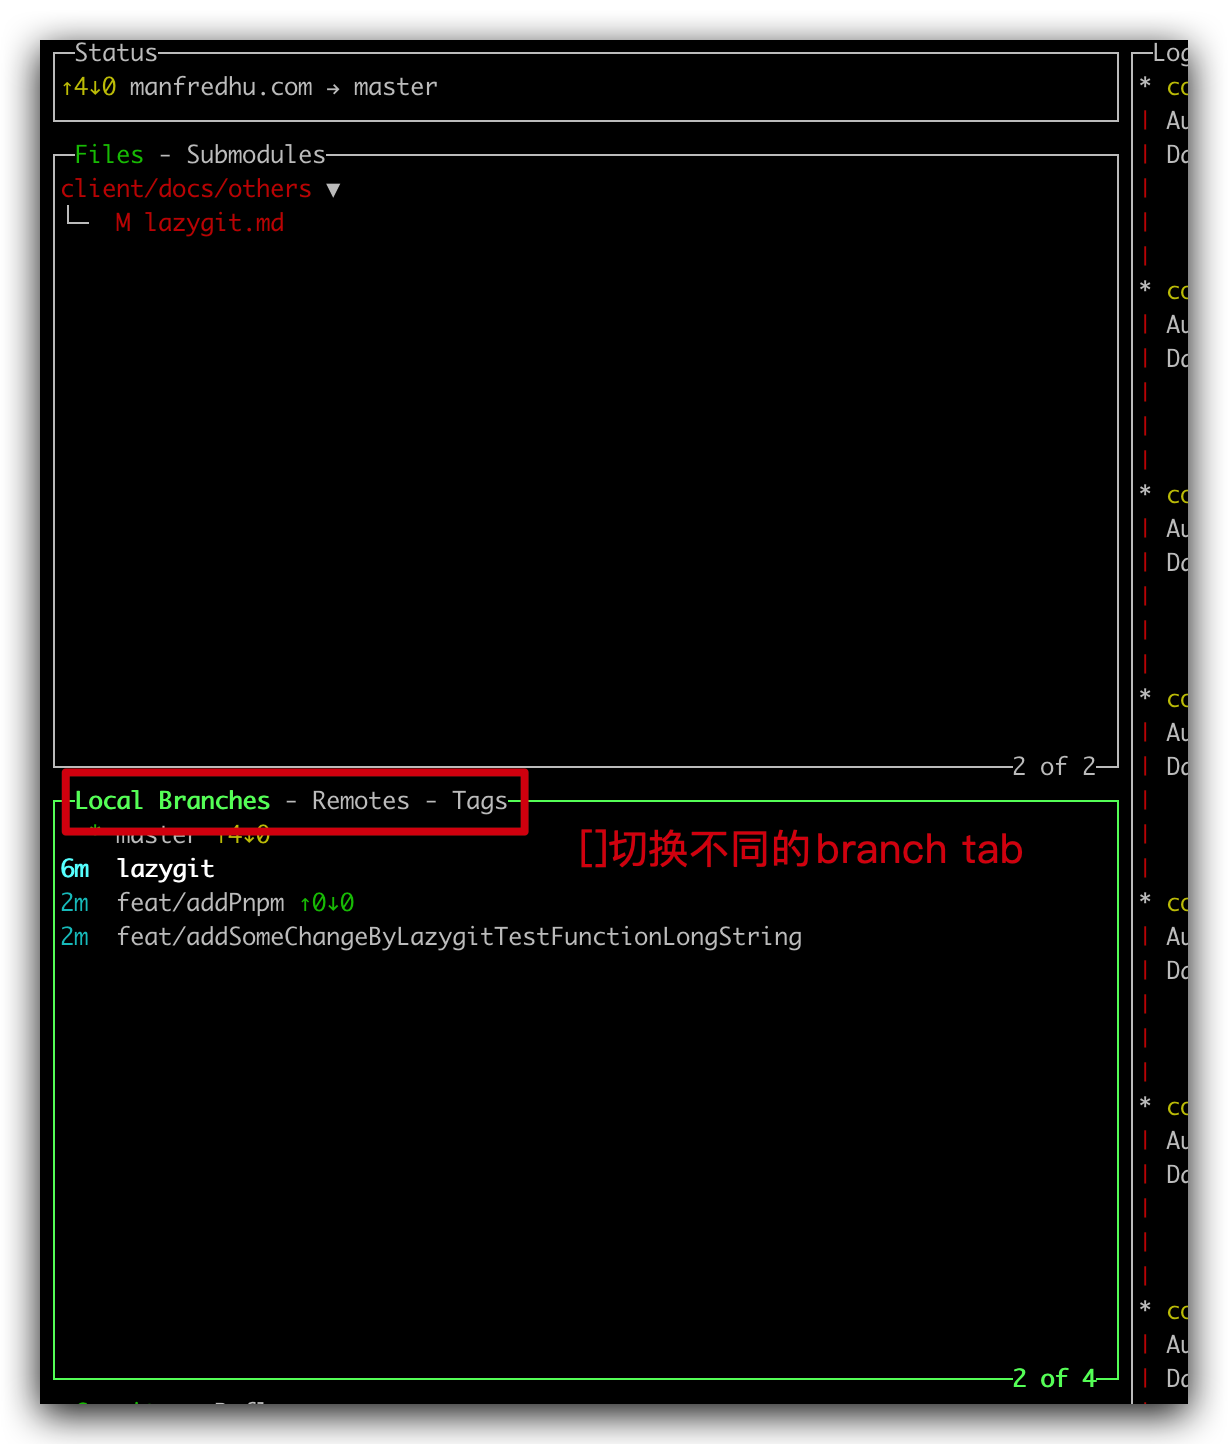 Status
↑4↓0 manfredhu.com → master
Files - Submodules
client/docs/others ▼
M lazygit.md
2 of 2
Local Branches - Remotes - Tags
* master ↑4↓0
[]切换不同的branch tab
6m lazygit
2m feat/addPnpm ↑0↓0
2m feat/addSomeChangeByLazygitTestFunctionLongString
2 of 4
Log
* co
Au
Da
* co
Au
Da
* co
Au
Da
* co
Au
Da
* co
Au
Da
* co
Au
Da
* co
Au
Da